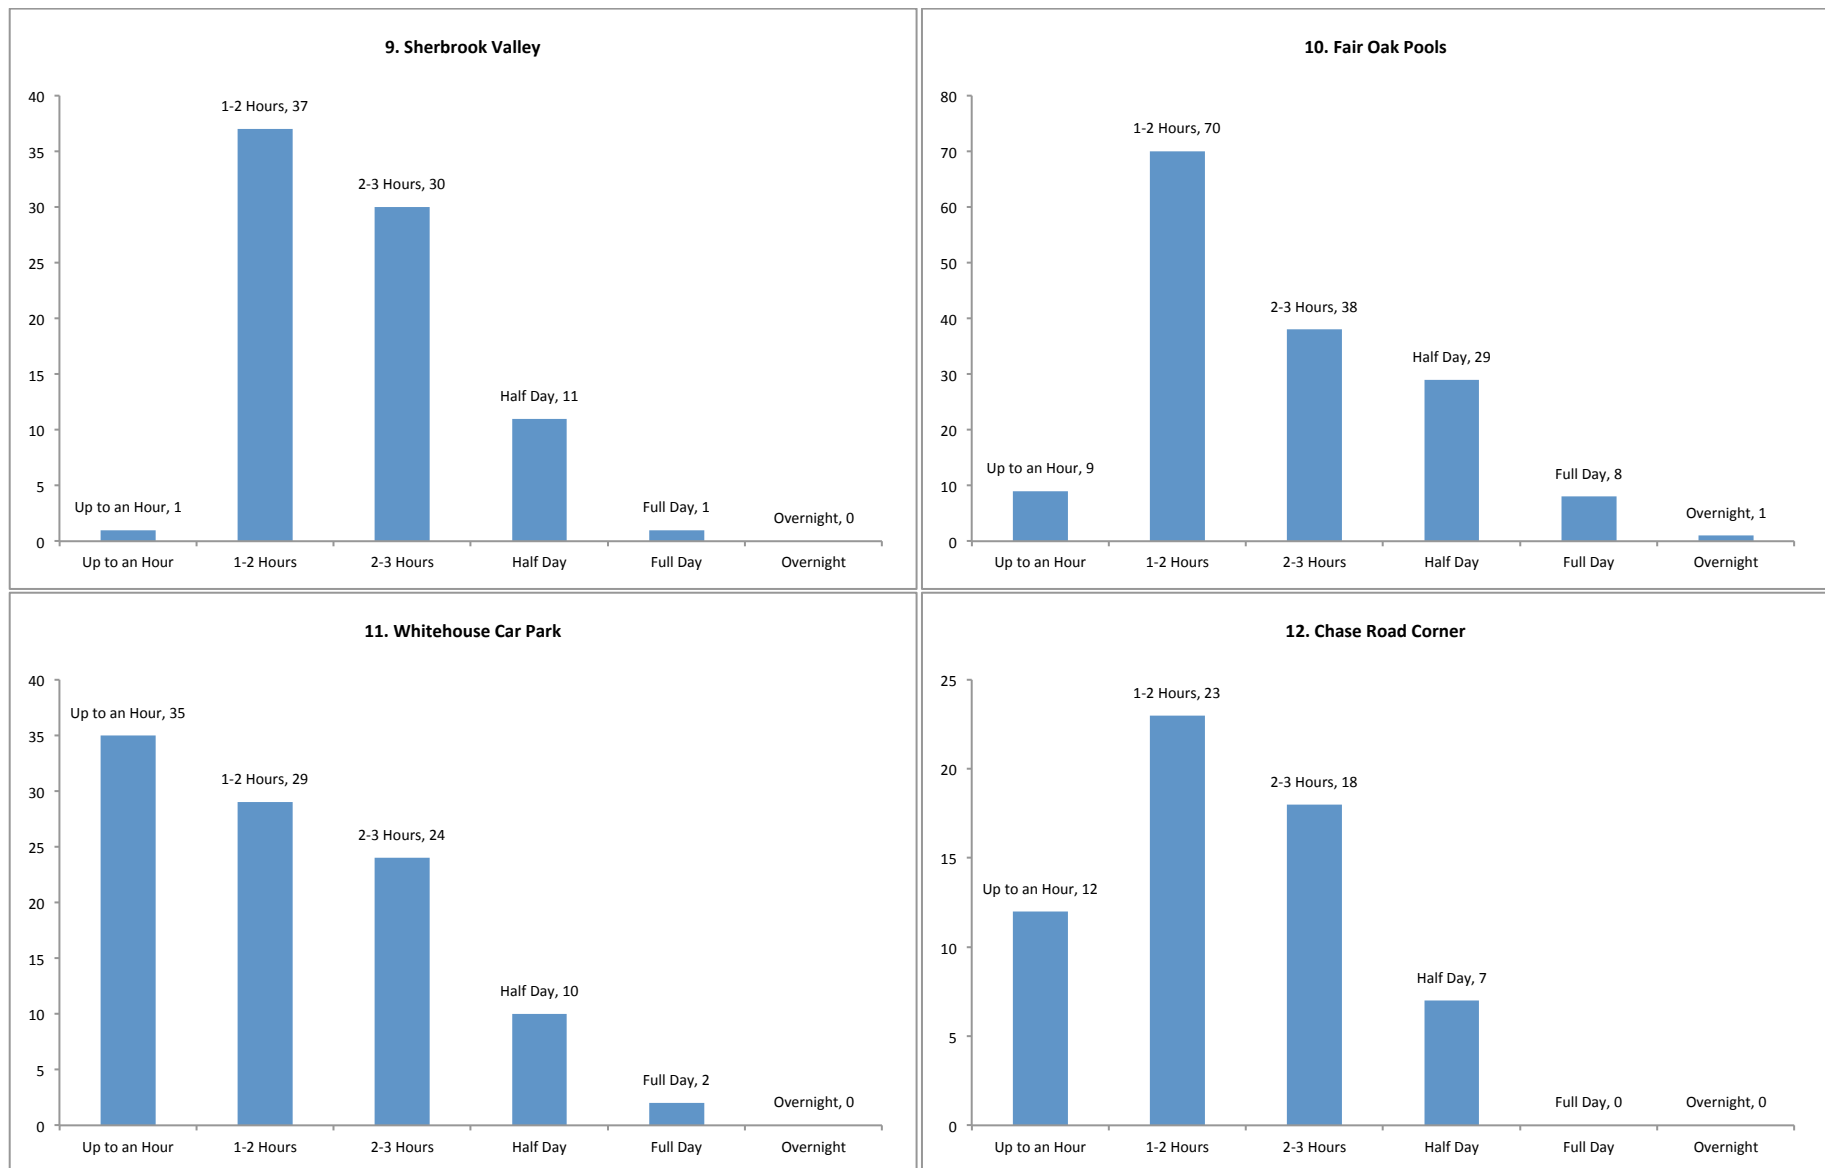 9. Sherbrook Valley
40
35
30
25
20
15
10
5
0
1-2 Hours, 37
2-3 Hours, 30
Half Day, 11
Up to an Hour, 1
Full Day, 1
Overnight, 0
Up to an Hour
1-2 Hours
2-3 Hours
Half Day
Full Day
Overnight
10. Fair Oak Pools
80
70
60
50
40
30
20
10
0
1-2 Hours, 70
2-3 Hours, 38
Half Day, 29
Up to an Hour, 9
Full Day, 8
Overnight, 1
Up to an Hour
1-2 Hours
2-3 Hours
Half Day
Full Day
Overnight
11. Whitehouse Car Park
40
35
30
25
20
15
10
5
0
Up to an Hour, 35
1-2 Hours, 29
2-3 Hours, 24
Half Day, 10
Full Day, 2
Overnight, 0
Up to an Hour
1-2 Hours
2-3 Hours
Half Day
Full Day
Overnight
12. Chase Road Corner
25
20
15
10
5
0
1-2 Hours, 23
2-3 Hours, 18
Up to an Hour, 12
Half Day, 7
Full Day, 0
Overnight, 0
Up to an Hour
1-2 Hours
2-3 Hours
Half Day
Full Day
Overnight